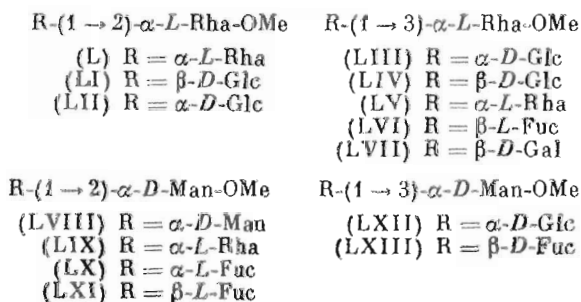 R-(1 → 2)-α-L-Rha-OMe
(L) R = α-L-Rha
(LI) R = β-D-Glc
(LII) R = α-D-Glc
R-(1 → 3)-α-L-Rha-OMe
(LIII) R = α-D-Glc
(LIV) R = β-D-Glc
(LV) R = α-L-Rha
(LVI) R = β-L-Fuc
(LVII) R = β-D-Gal
R-(1 → 2)-α-D-Man-OMe
(LVIII) R = α-D-Man
(LIX) R = α-L-Rha
(LX) R = α-L-Fuc
(LXI) R = β-L-Fuc
R-(1 → 3)-α-D-Man-OMe
(LXII) R = α-D-Glc
(LXIII) R = β-D-Fuc